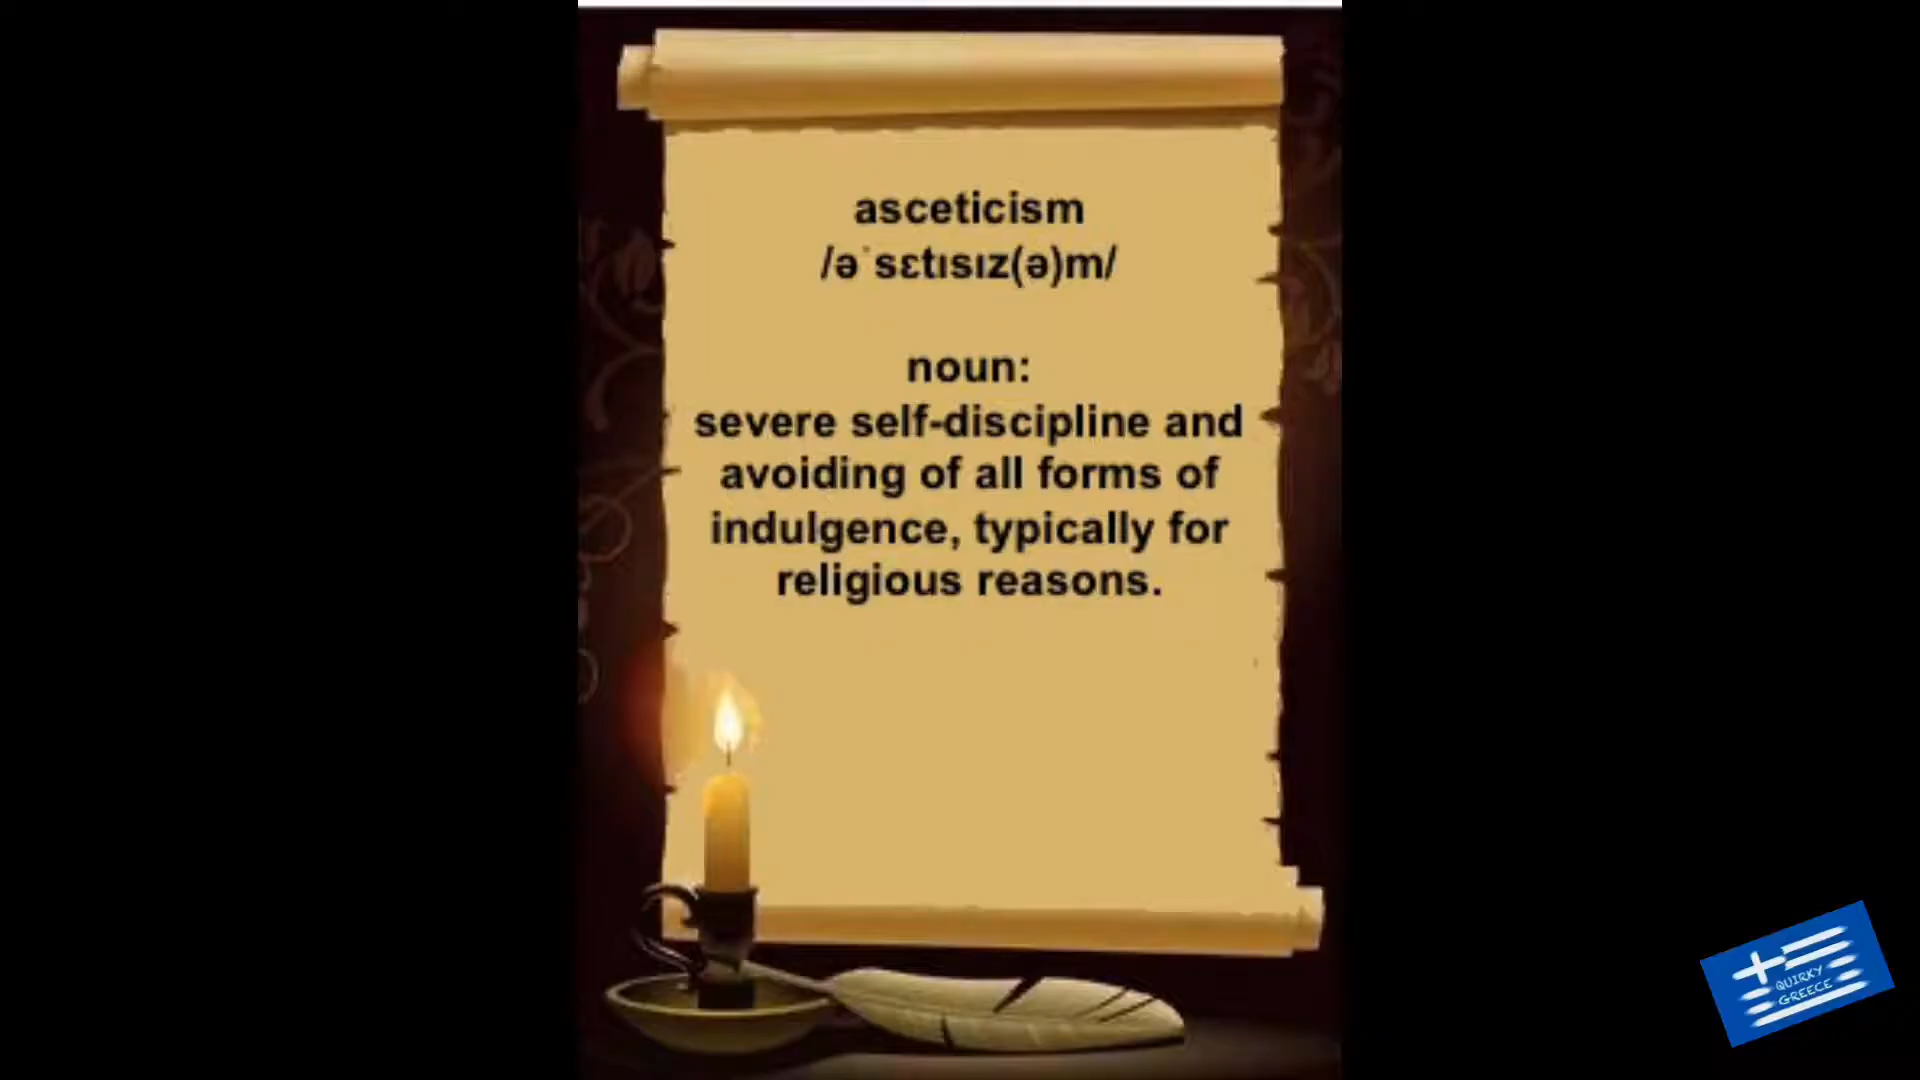 asceticism
/əˈsɛtɪsɪz(ə)m/
noun:
severe self-discipline and
avoiding of all forms of
indulgence, typically for
religious reasons.
QUIRKY
GREECE